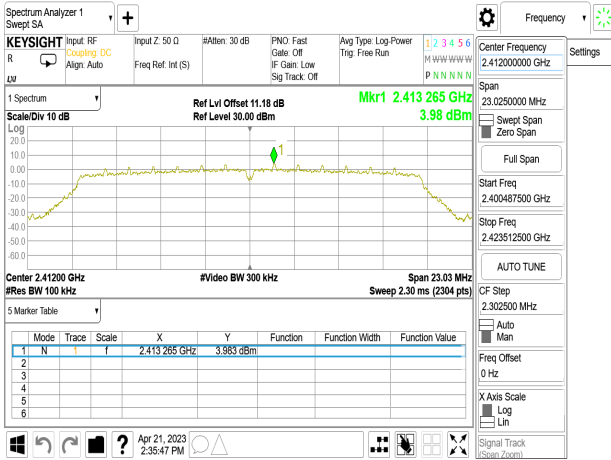 Spectrum Analyzer 1
Swept SA
Frequency
KEYSIGHT
R
Input: RF
Coupling: DC
Align: Auto
Input Z: 50 Ω
Freq Ref: Int (S)
#Atten: 30 dB
PNO: Fast
Gate: Off
IF Gain: Low
Sig Track: Off
Avg Type: Log-Power
Trig: Free Run
1 2 3 4 5 6
M W W W W W
P N N N N N
Center Frequency
2.412000000 GHz
Settings
Span
23.0250000 MHz
Swept Span
Zero Span
Full Span
Start Freq
2.400487500 GHz
Stop Freq
2.423512500 GHz
AUTO TUNE
CF Step
2.302500 MHz
Auto
Man
Freq Offset
0 Hz
X Axis Scale
Log
Lin
Signal Track
(Span Zoom)
1 Spectrum
Scale/Div 10 dB
Ref Lvl Offset 11.18 dB
Ref Level 30.00 dBm
Mkr1 2.413 265 GHz
3.98 dBm
Log
20.0
10.0
0.00
-10.0
-20.0
-30.0
-40.0
-50.0
-60.0
1
Center 2.41200 GHz
#Res BW 100 kHz
#Video BW 300 kHz
Span 23.03 MHz
Sweep 2.30 ms (2304 pts)
5 Marker Table
Mode Trace Scale X Y Function Function Width Function Value
1 N 1 f 2.413 265 GHz 3.983 dBm
2
3
4
5
6
?
Apr 21, 2023
2:35:47 PM